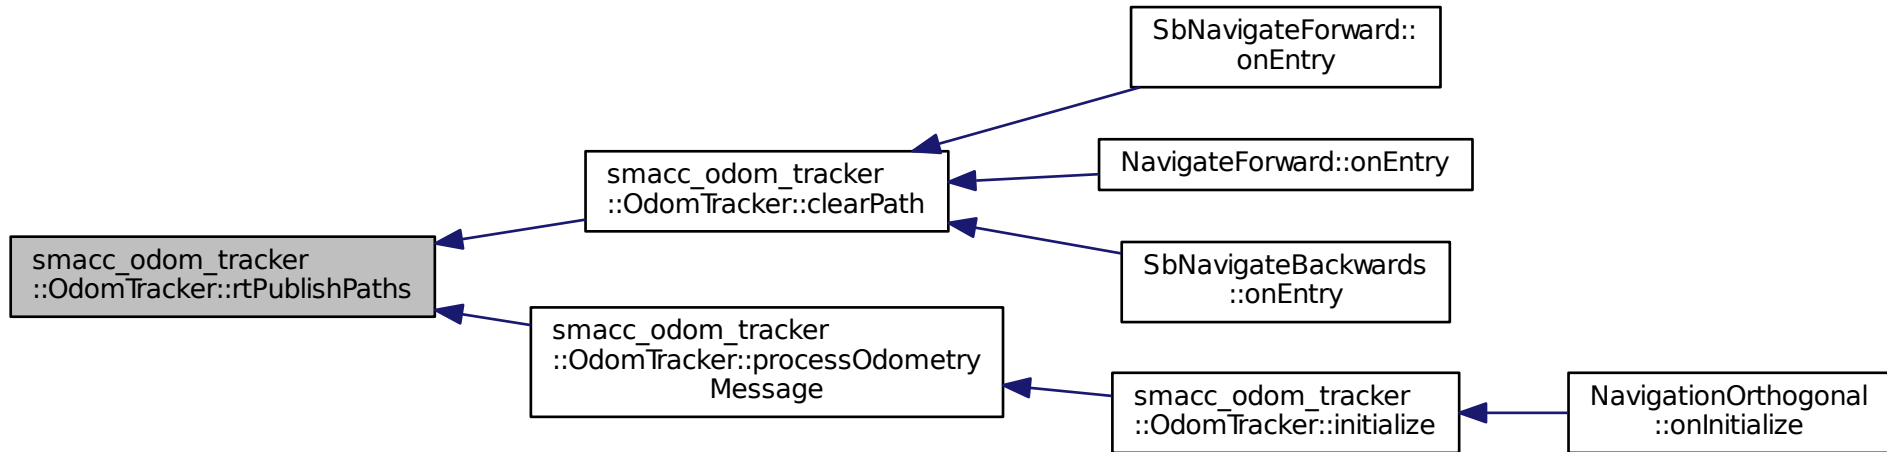 SbNavigateForward::
onEntry
NavigateForward::onEntry
smacc_odom_tracker
::OdomTracker::clearPath
SbNavigateBackwards
::onEntry
smacc_odom_tracker
::OdomTracker::rtPublishPaths
smacc_odom_tracker
::OdomTracker::processOdometry
Message
smacc_odom_tracker
::OdomTracker::initialize
NavigationOrthogonal
::onInitialize